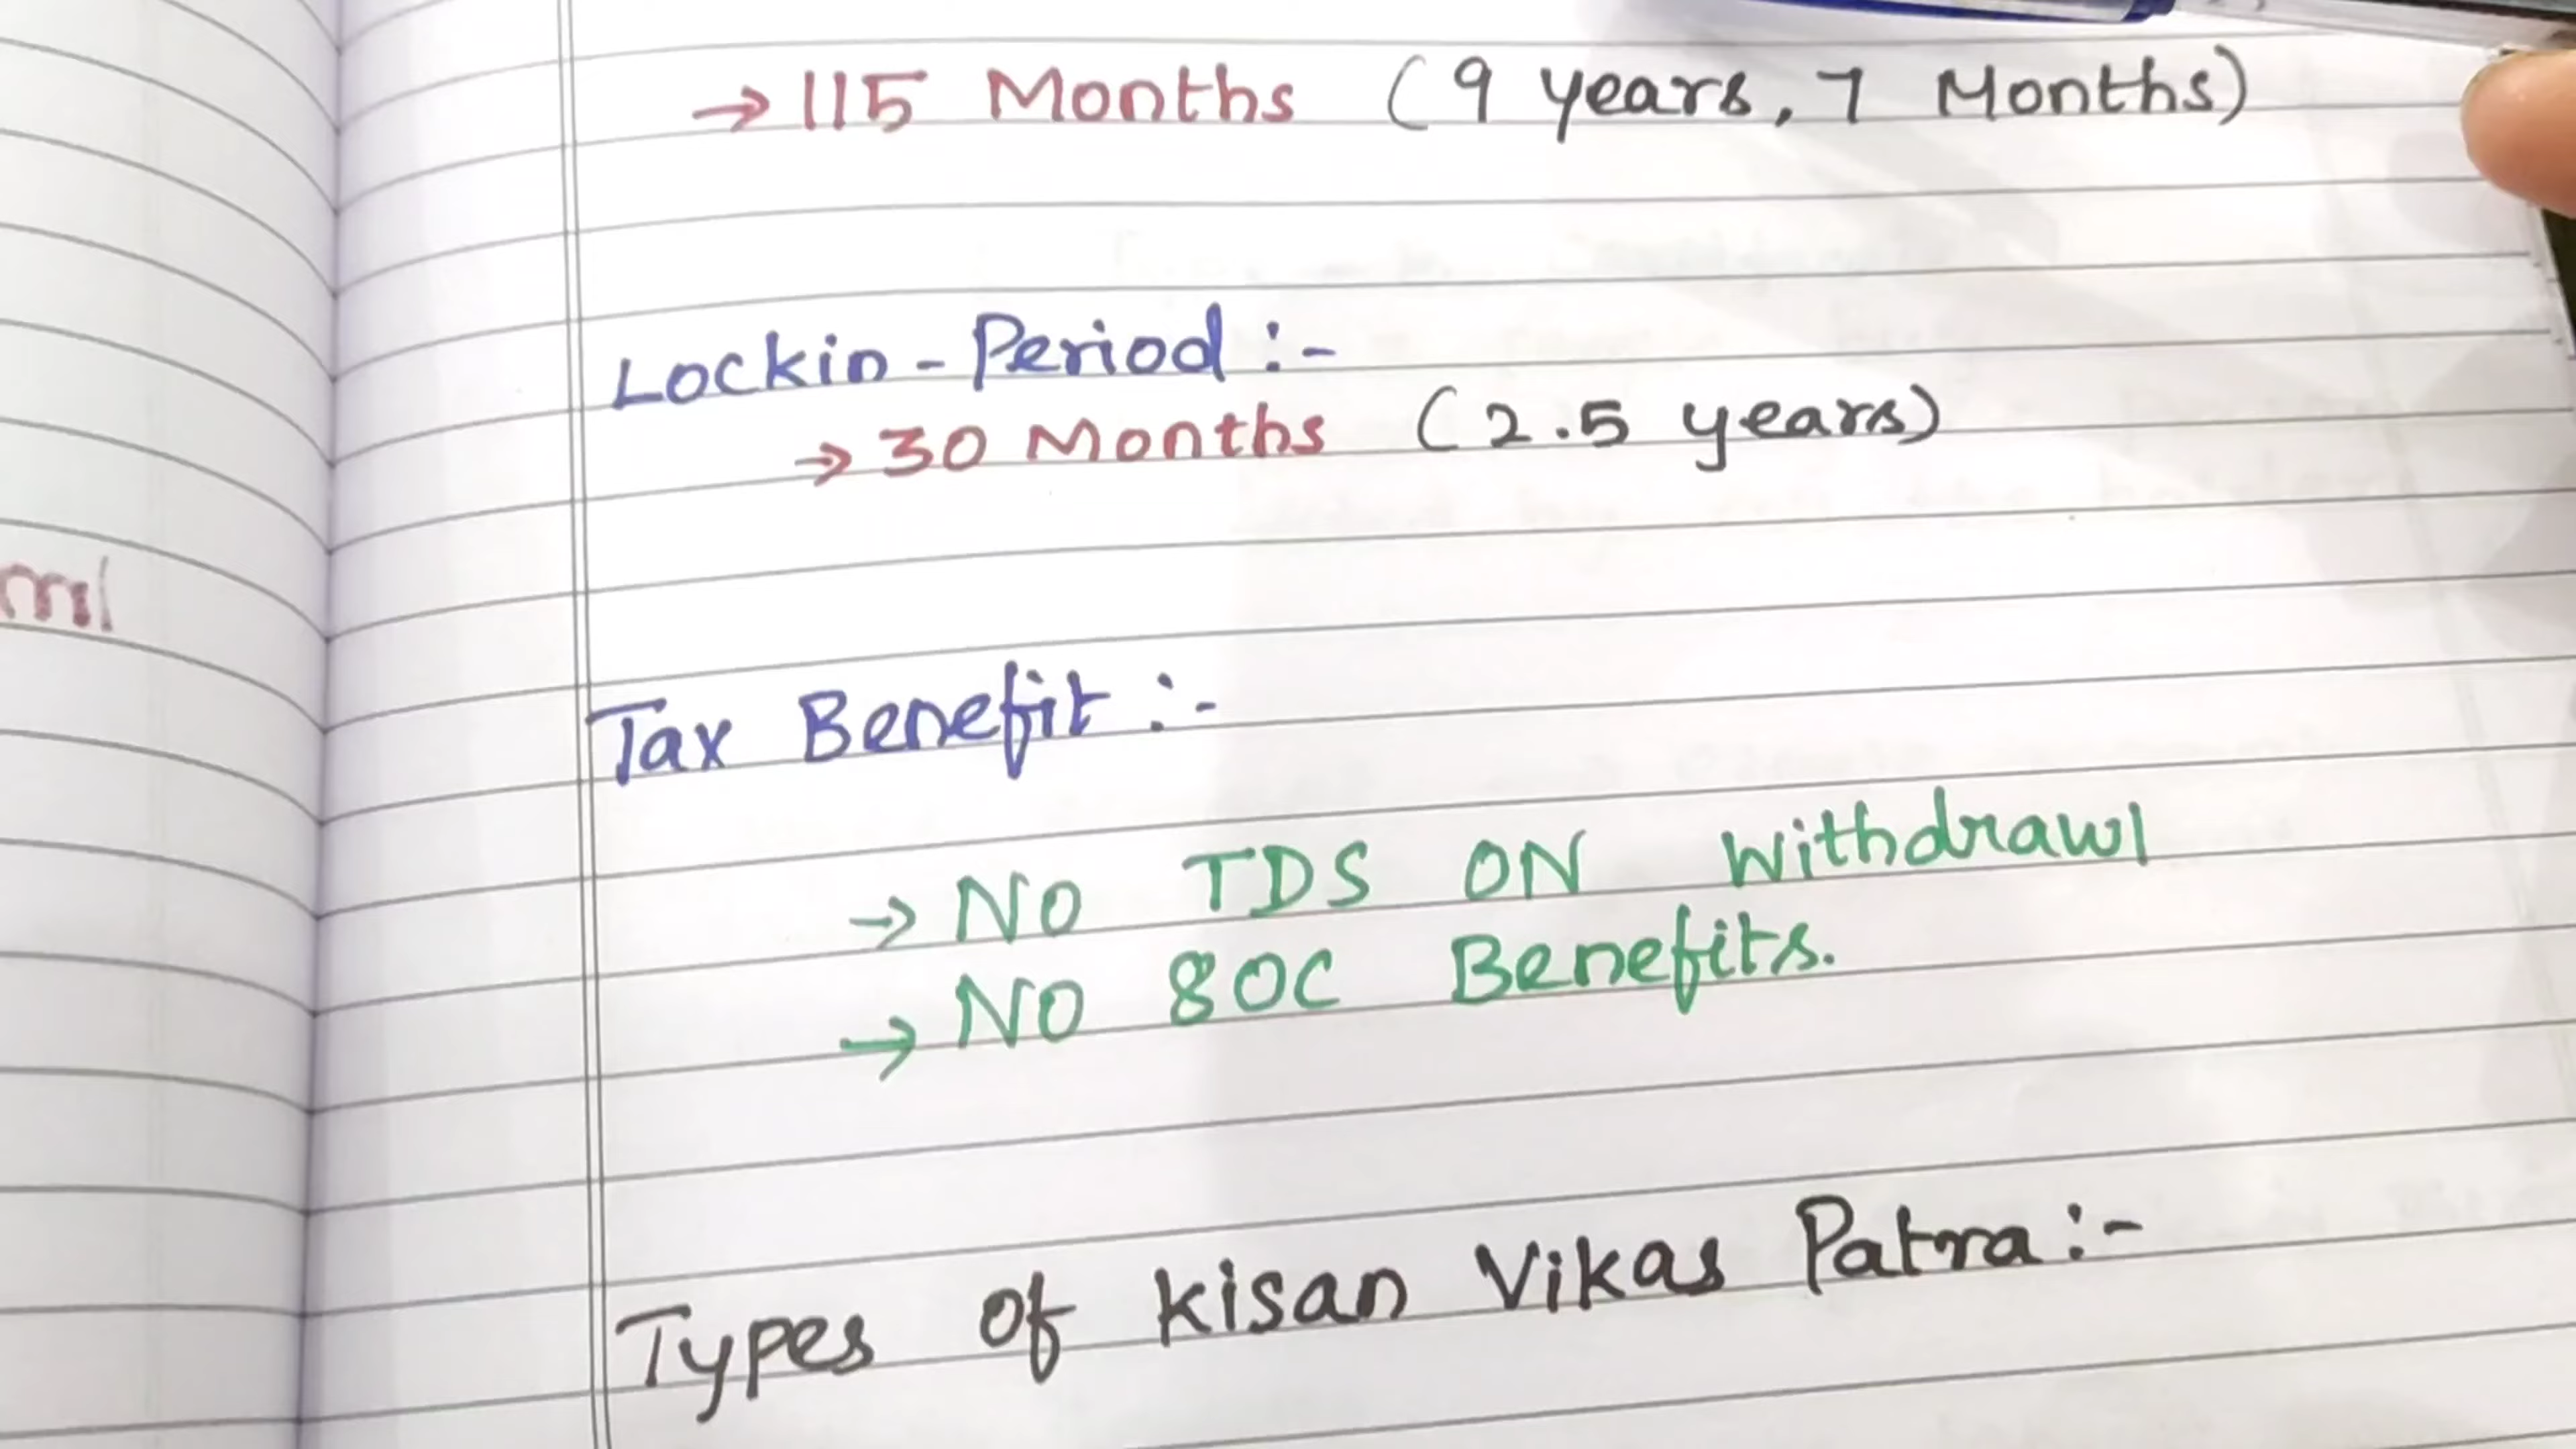 → 115 Months (9 years, 7 Months)
Lockin - Period :-
→ 30 Months (2.5 years)
ml
Tax Benefit :-
→ NO TDS ON Withdrawl
→ NO 80C Benefits.
Types of Kisan Vikas Patra :-